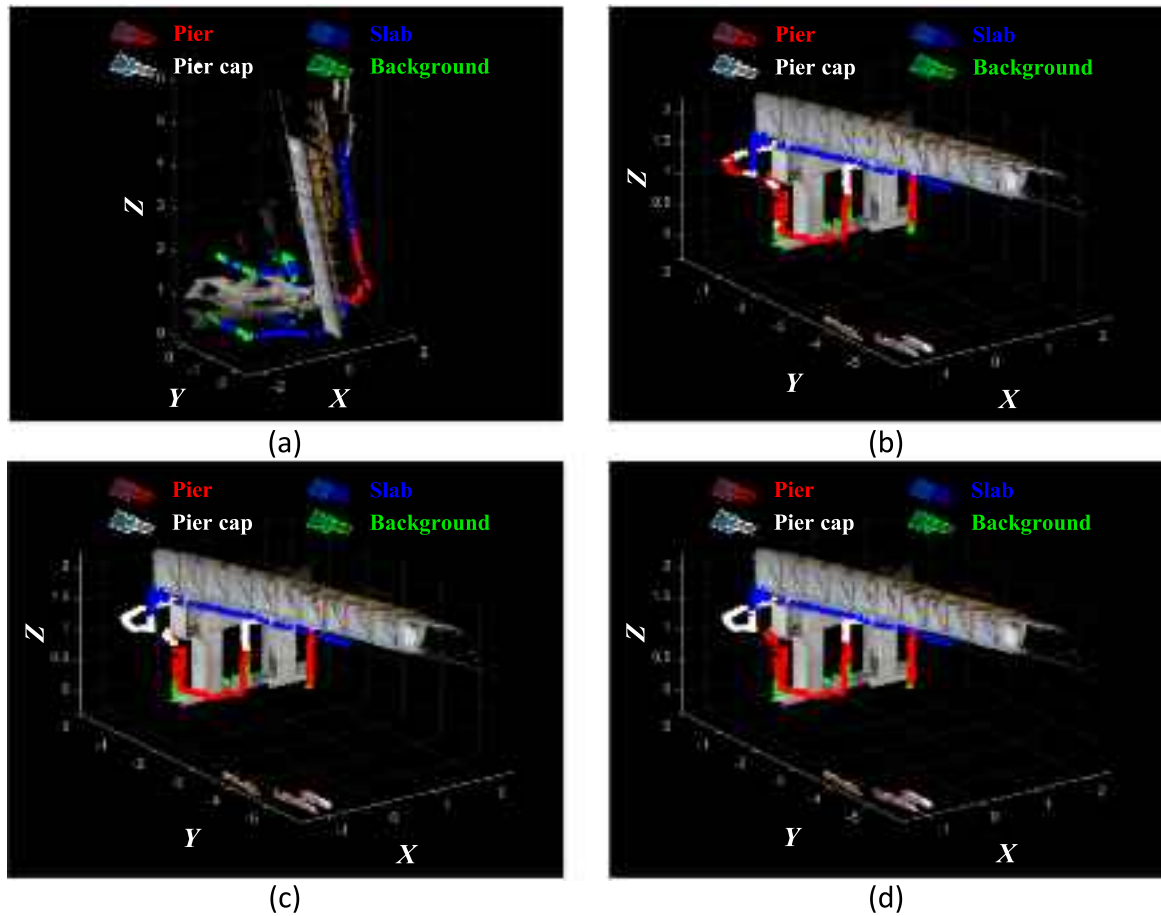 Pier Slab
Pier cap Background
Z
Y X
(a)
Pier Slab
Pier cap Background
Z
Y X
(b)
Pier Slab
Pier cap Background
Z
Y X
(c)
Pier Slab
Pier cap Background
Z
Y X
(d)